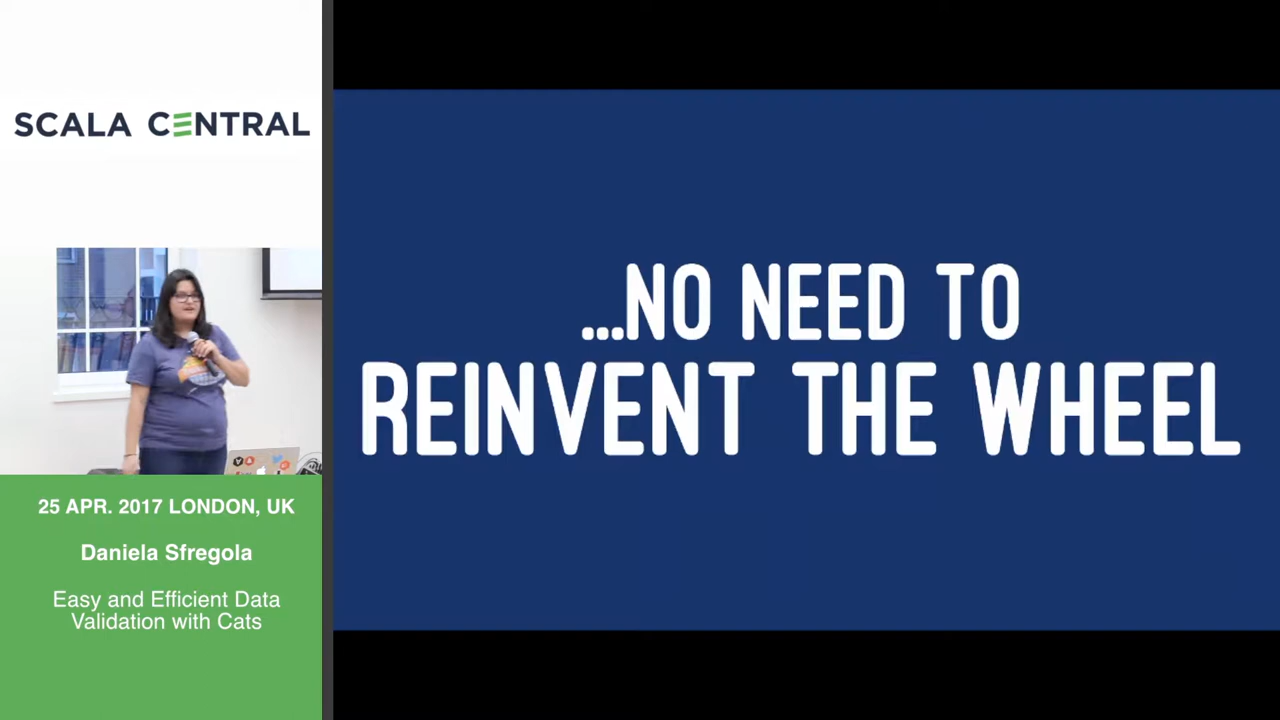 SCALA CENTRAL
25 APR. 2017 LONDON, UK
Daniela Sfregola
Easy and Efficient Data
Validation with Cats
...NO NEED TO
REINVENT THE WHEEL